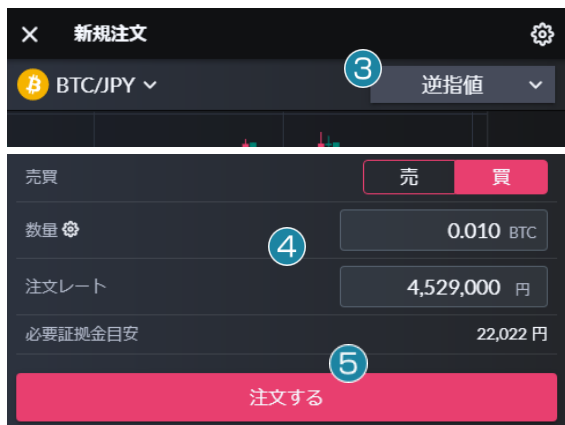 × 新規注文
③
BTC/JPY 逆指値
売買 売 買
数量 0.010 BTC
④
注文レート 4,529,000 円
必要証拠金目安 22,022 円
⑤
注文する